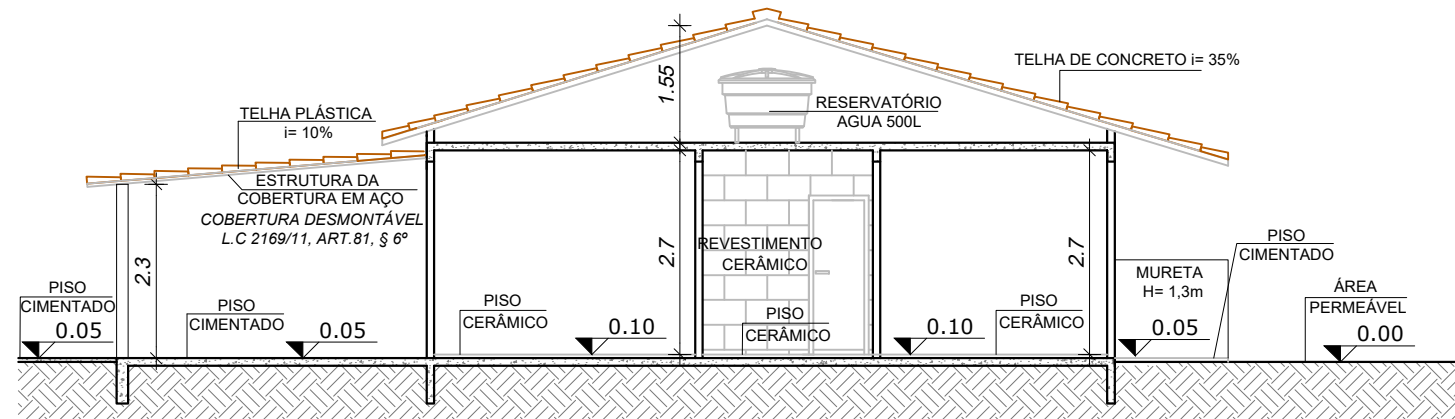 1.55
TELHA DE CONCRETO i= 35%
RESERVATÓRIO
AGUA 500L
TELHA PLÁSTICA
i= 10%
ESTRUTURA DA
COBERTURA EM AÇO
COBERTURA DESMONTÁVEL
L.C 2169/11, ART.81, § 6º
2.3
2.7
REVESTIMENTO
CERÂMICO
2.7
PISO
CIMENTADO
MURETA
H= 1,3m
PISO
CIMENTADO
0.05
PISO
CIMENTADO
0.05
PISO
CERÂMICO
0.10
PISO
CERÂMICO
0.10
PISO
CERÂMICO
0.05
ÁREA
PERMEÁVEL
0.00